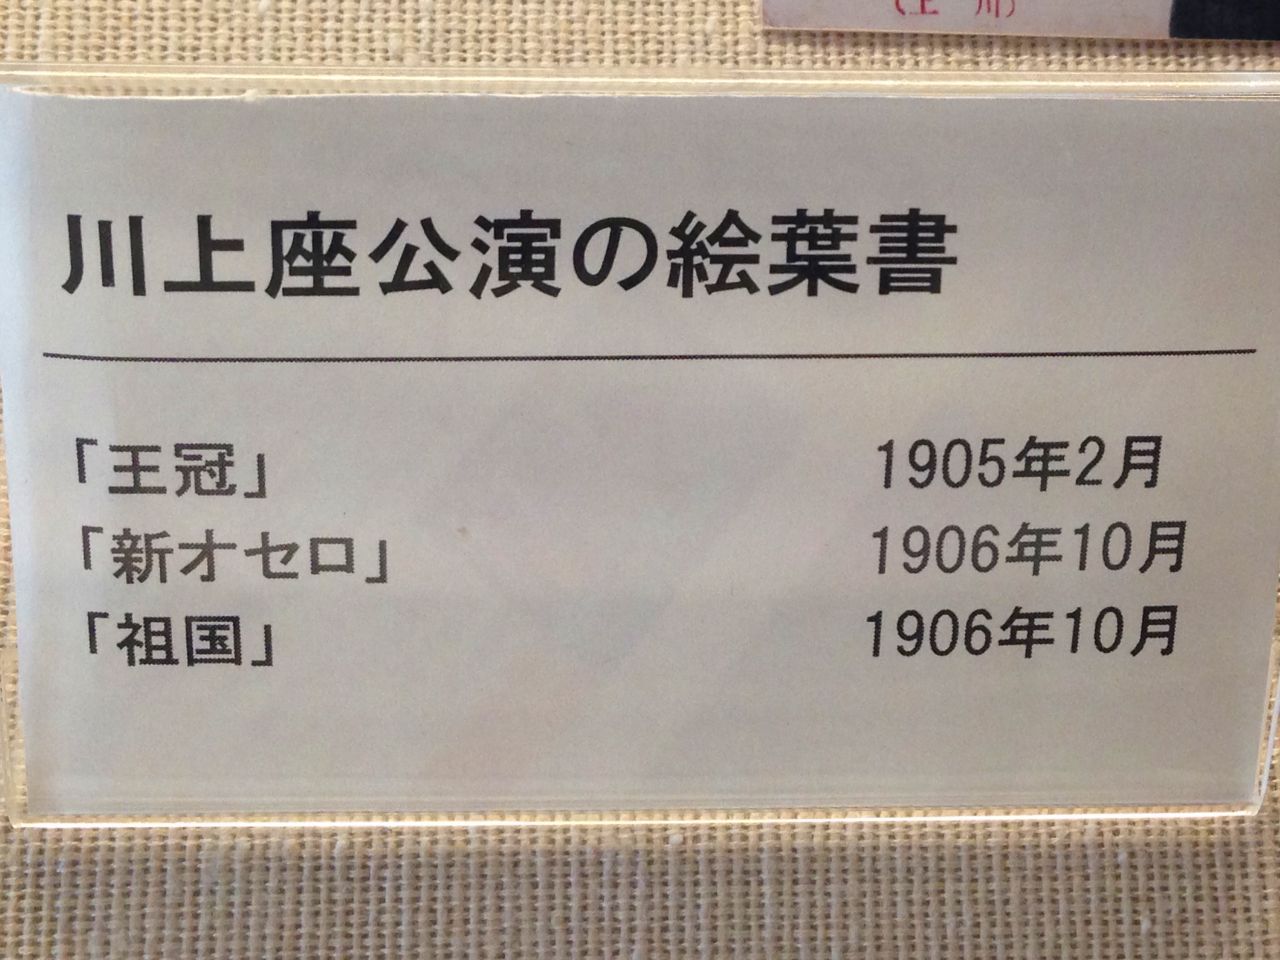 (上 川)
川上座公演の絵葉書
「王冠」 1905年2月
「新オセロ」 1906年10月
「祖国」 1906年10月